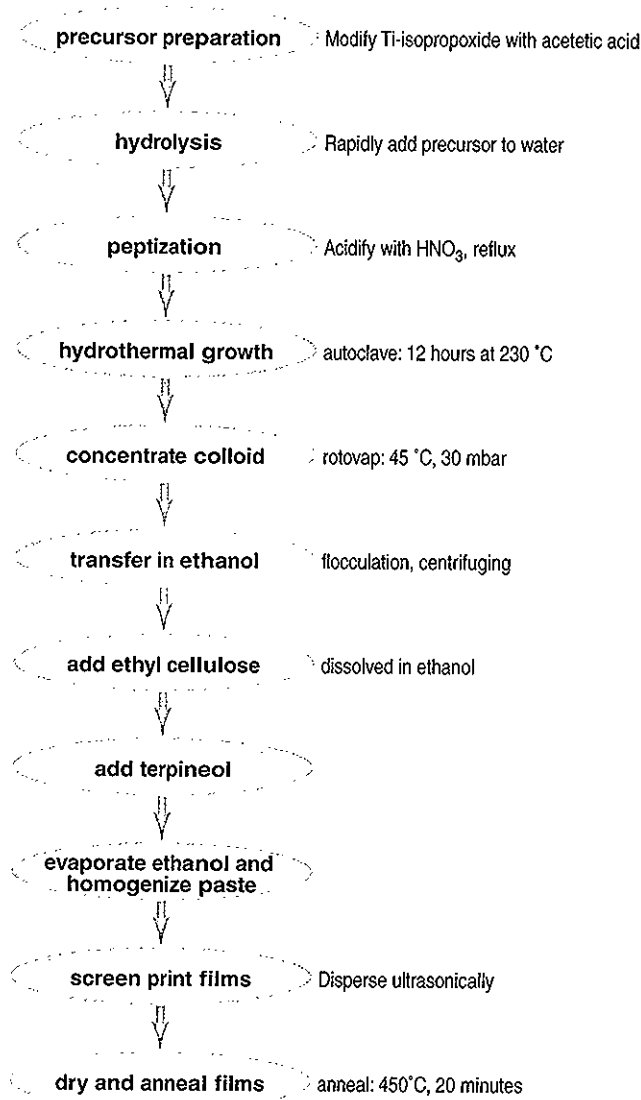 precursor preparation Modify Ti-isopropoxide with acetetic acid
hydrolysis Rapidly add precursor to water
peptization Acidify with HNO₃, reflux
hydrothermal growth autoclave: 12 hours at 230 ˚C
concentrate colloid rotovap: 45 ˚C, 30 mbar
transfer in ethanol flocculation, centrifuging
add ethyl cellulose dissolved in ethanol
add terpineol
evaporate ethanol and
homogenize paste
screen print films Disperse ultrasonically
dry and anneal films anneal: 450˚C, 20 minutes